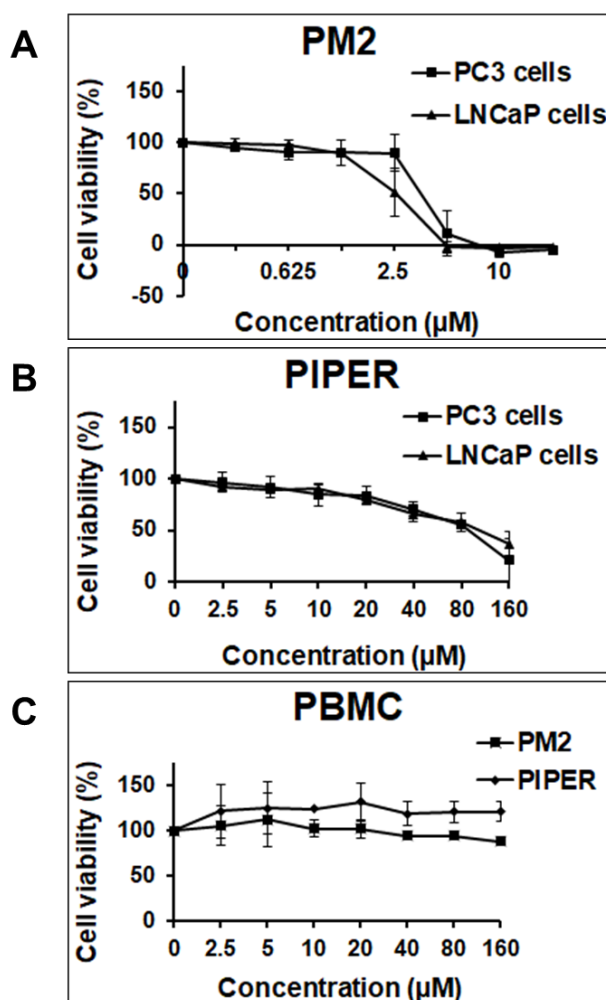 A
PM2
PC3 cells
LNCaP cells
Cell viability (%)
150
100
50
0
-50
0 0.625 2.5 10
Concentration (µM)
B
PIPER
PC3 cells
LNCaP cells
Cell viability (%)
150
100
50
0
0 2.5 5 10 20 40 80 160
Concentration (µM)
C
PBMC
PM2
PIPER
Cell viability (%)
150
100
50
0
0 2.5 5 10 20 40 80 160
Concentration (µM)